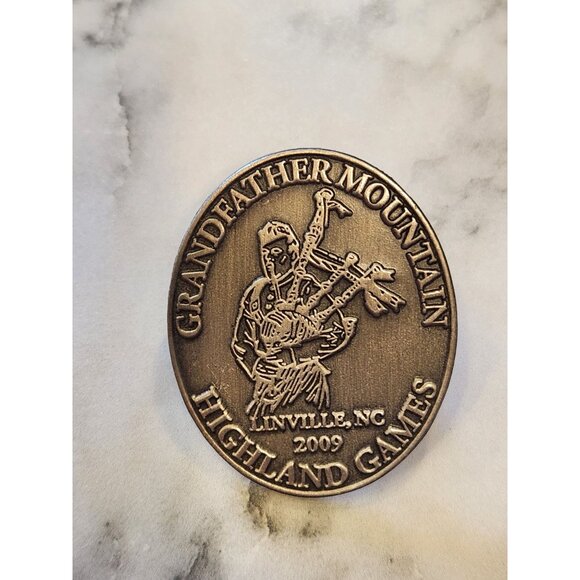 GRANDFATHER MOUNTAIN
LINVILLE, NC
2009
HIGHLAND GAMES